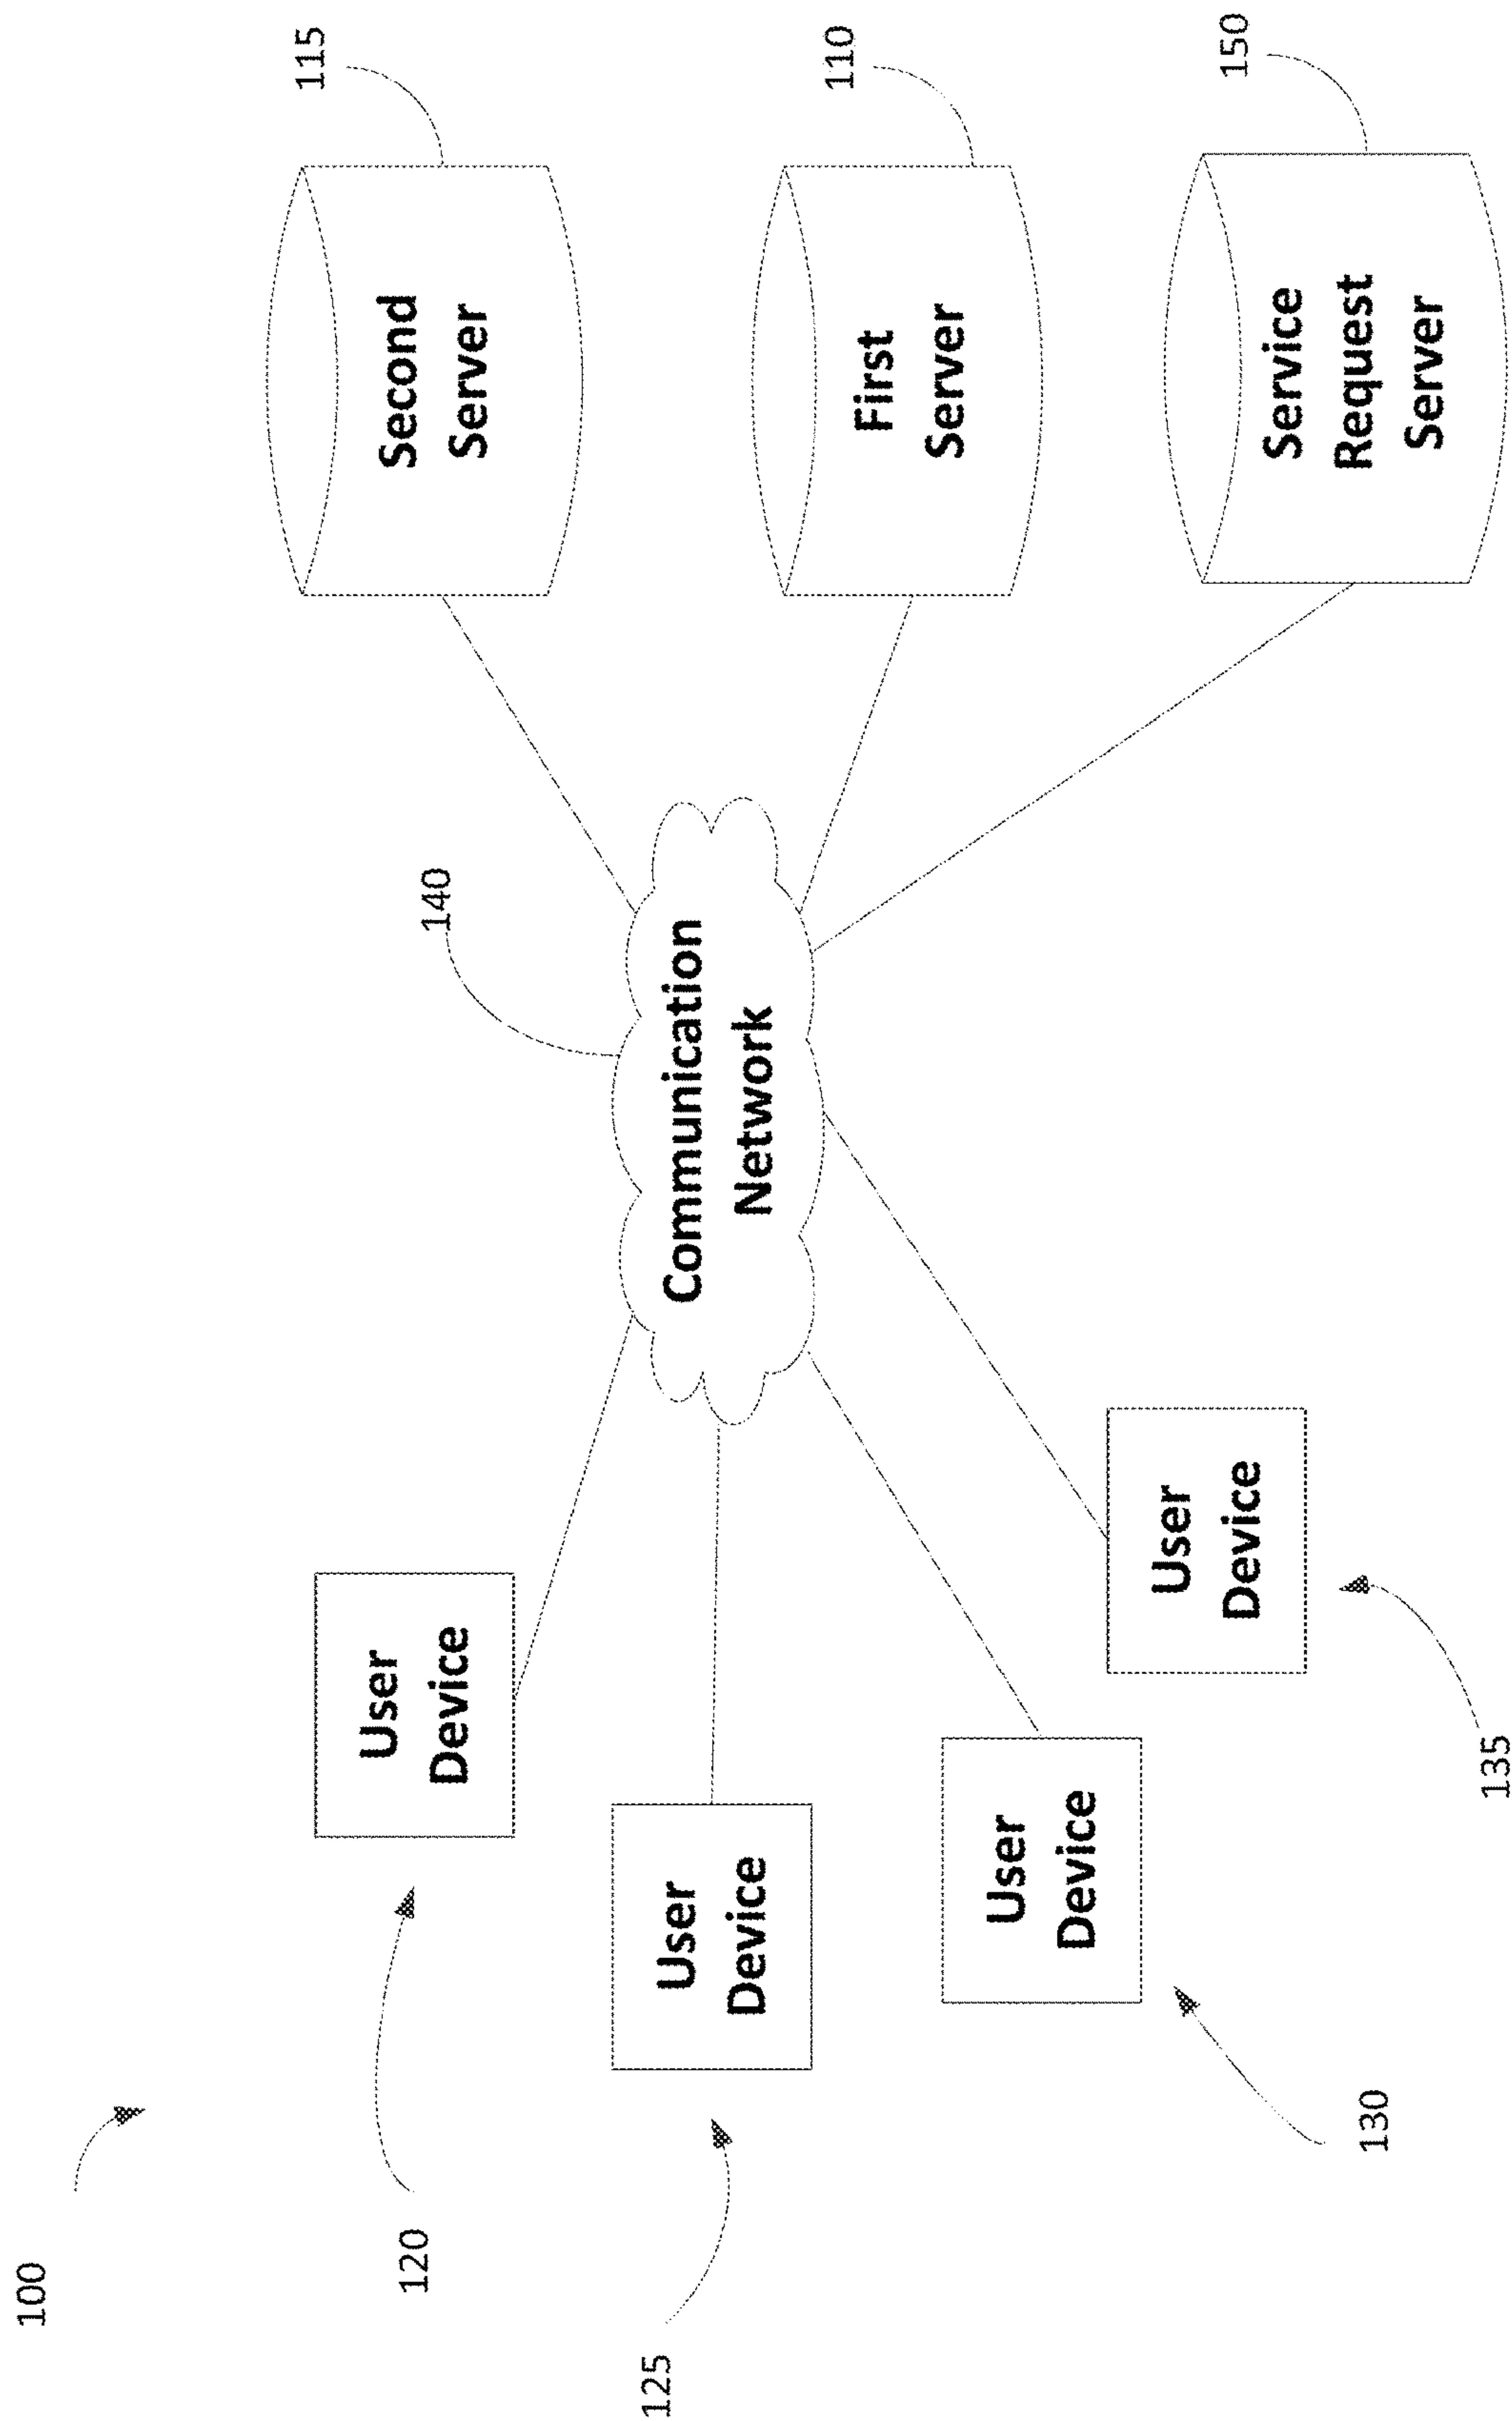 100
120
User
Device
125
User
Device
130
User
Device
135
User
Device
140
Communication
Network
115
Second
Server
110
First
Server
150
Service
Request
Server